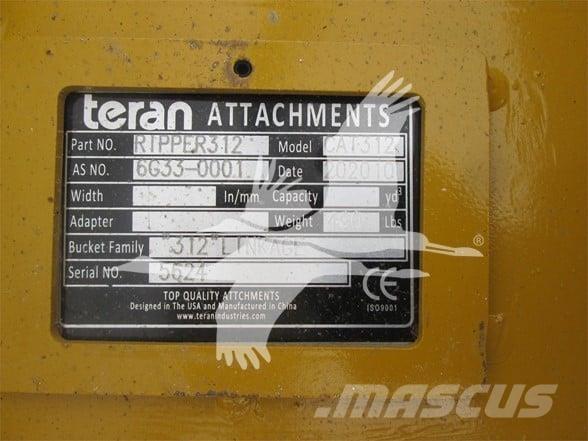 teran ATTACHMENTS
Part NO. RIPPER312 Model CAT312
AS NO. 6G33-0001 Date 202010
Width In/mm Capacity yd³
Adapter Weight Lbs
Bucket Family "312"LINKAGE
Serial NO. 5624
TOP QUALITY ATTCHMENTS
Designed in The USA and Manufactured in China
www.teranindustries.com
CE
ISO9001
®
MASCUS